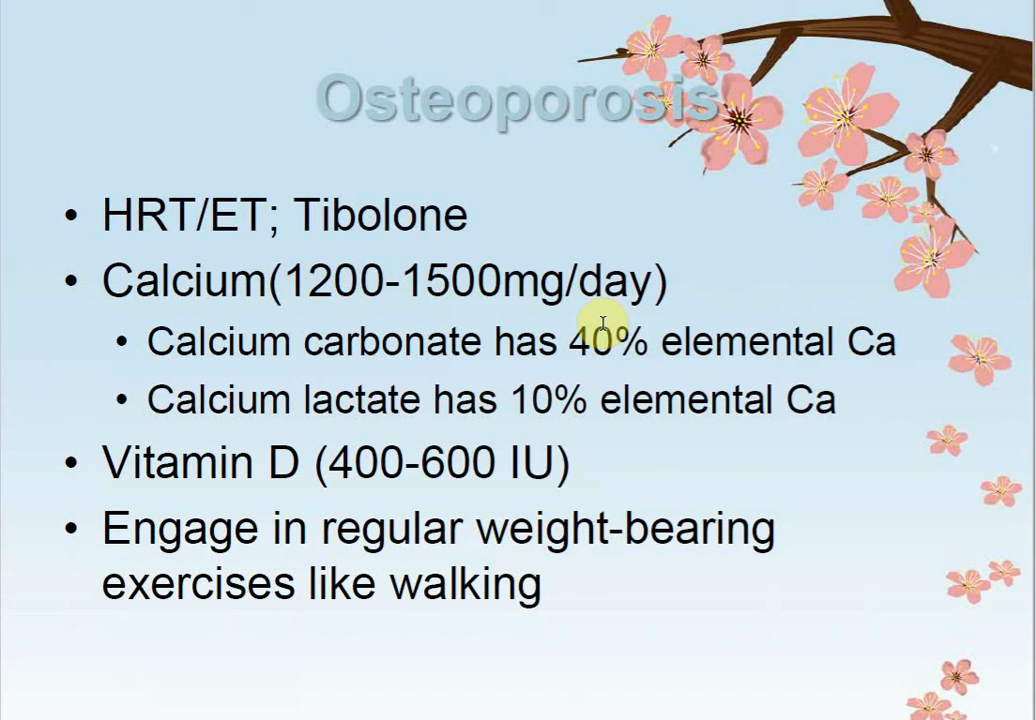 Osteoporosis
• HRT/ET; Tibolone
• Calcium(1200-1500mg/day)
• Calcium carbonate has 40% elemental Ca
• Calcium lactate has 10% elemental Ca
• Vitamin D (400-600 IU)
• Engage in regular weight-bearing
exercises like walking